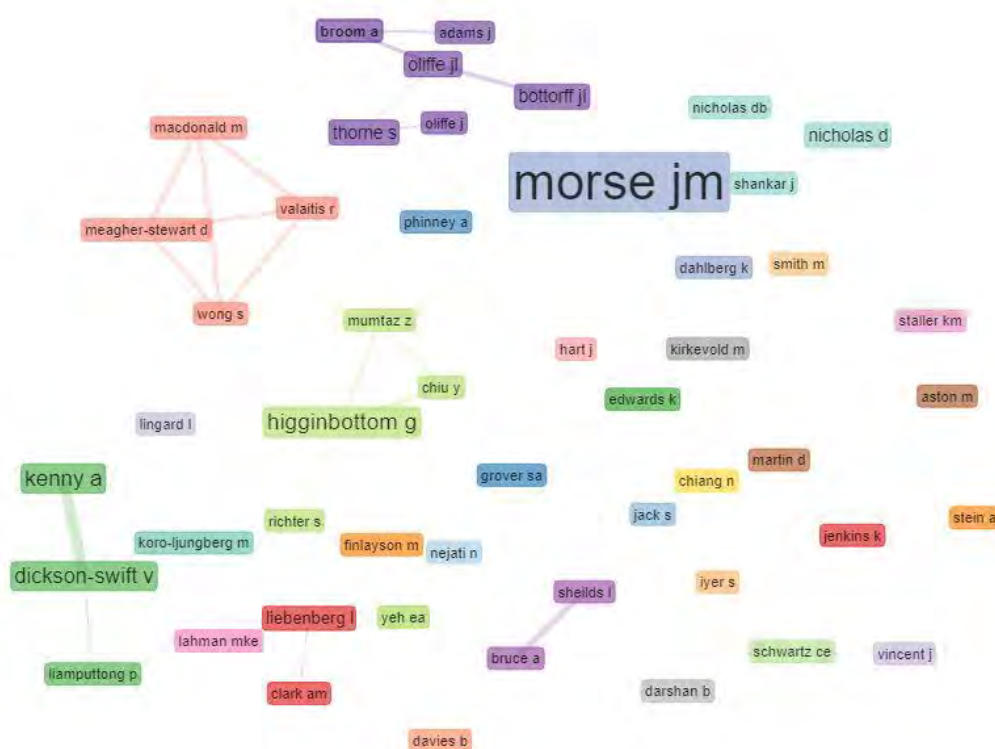 broom a
adams j
oliffe jl
bottorff jl
nicholas db
macdonald m
thorne s
oliffe j
nicholas d
morse jm
shankar j
valaitis r
phinney a
meagher-stewart d
dahlberg k
smith m
wong s
mumtaz z
staller km
hart j
kirkevold m
chiu y
edwards k
aston m
lingard l
higginbottom g
martin d
kenny a
grover sa
chiang n
jack s
richter s
stein a
koro-ljungberg m
finlayson m
nejati n
jenkins k
dickson-swift v
iyer s
sheilds l
liebenberg l
yeh ea
lahman mke
schwartz ce
vincent j
bruce a
liamputtong p
clark am
darshan b
davies b